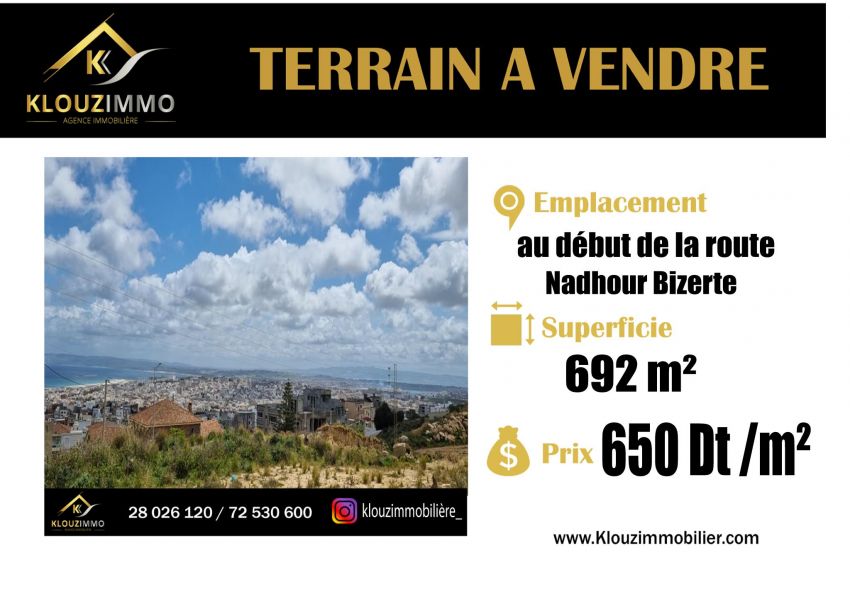 KLOUZIMMO
AGENCE IMMOBILIÈRE
TERRAIN A VENDRE
Emplacement
au début de la route
Nadhour Bizerte
Superficie
692 m²
Prix 650 Dt /m²
KLOUZIMMO
28 026 120 / 72 530 600
klouzimmobilière_
www.Klouzimmobilier.com